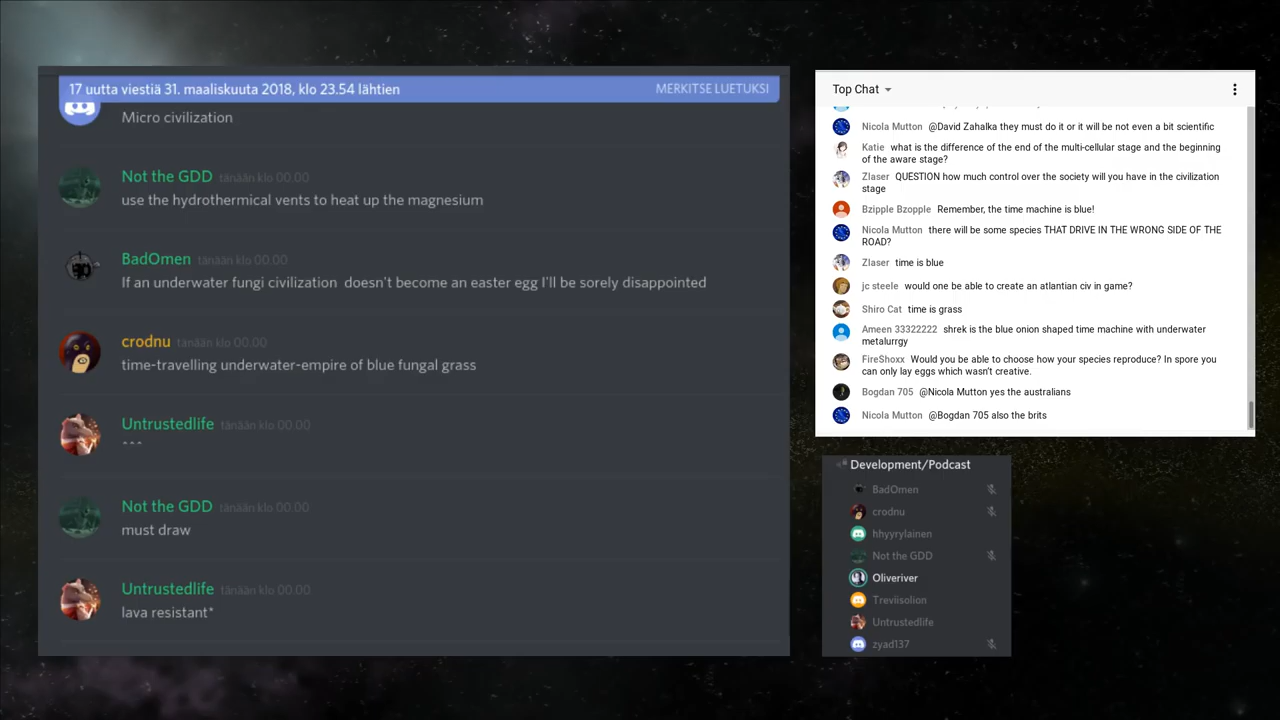 17 uutta viestiä 31. maaliskuuta 2018, klo 23.54 lähtien
MERKITSE LUETUKSI
Micro civilization
Not the GDD tänään klo 00.00
use the hydrothermical vents to heat up the magnesium
BadOmen tänään klo 00.00
If an underwater fungi civilization doesn't become an easter egg I'll be sorely disappointed
crodnu tänään klo 00.00
time-travelling underwater-empire of blue fungal grass
Untrustedlife tänään klo 00.00
^^^
Not the GDD tänään klo 00.00
must draw
Untrustedlife tänään klo 00.00
lava resistant*
Top Chat
Nicola Mutton @David Zahalka they must do it or it will be not even a bit scientific
Katie what is the difference of the end of the multi-cellular stage and the beginning
of the aware stage?
Zlaser QUESTION how much control over the society will you have in the civilization
stage
Bzipple Bzopple Remember, the time machine is blue!
Nicola Mutton there will be some species THAT DRIVE IN THE WRONG SIDE OF THE
ROAD?
Zlaser time is blue
jc steele would one be able to create an atlantian civ in game?
Shiro Cat time is grass
Ameen 33322222 shrek is the blue onion shaped time machine with underwater
metalurrgy
FireShoxx Would you be able to choose how your species reproduce? In spore you
can only lay eggs which wasn't creative.
Bogdan 705 @Nicola Mutton yes the australians
Nicola Mutton @Bogdan 705 also the brits
Development/Podcast
BadOmen
crodnu
hhyyrylainen
Not the GDD
Oliveriver
Treviisolion
Untrustedlife
zyad137